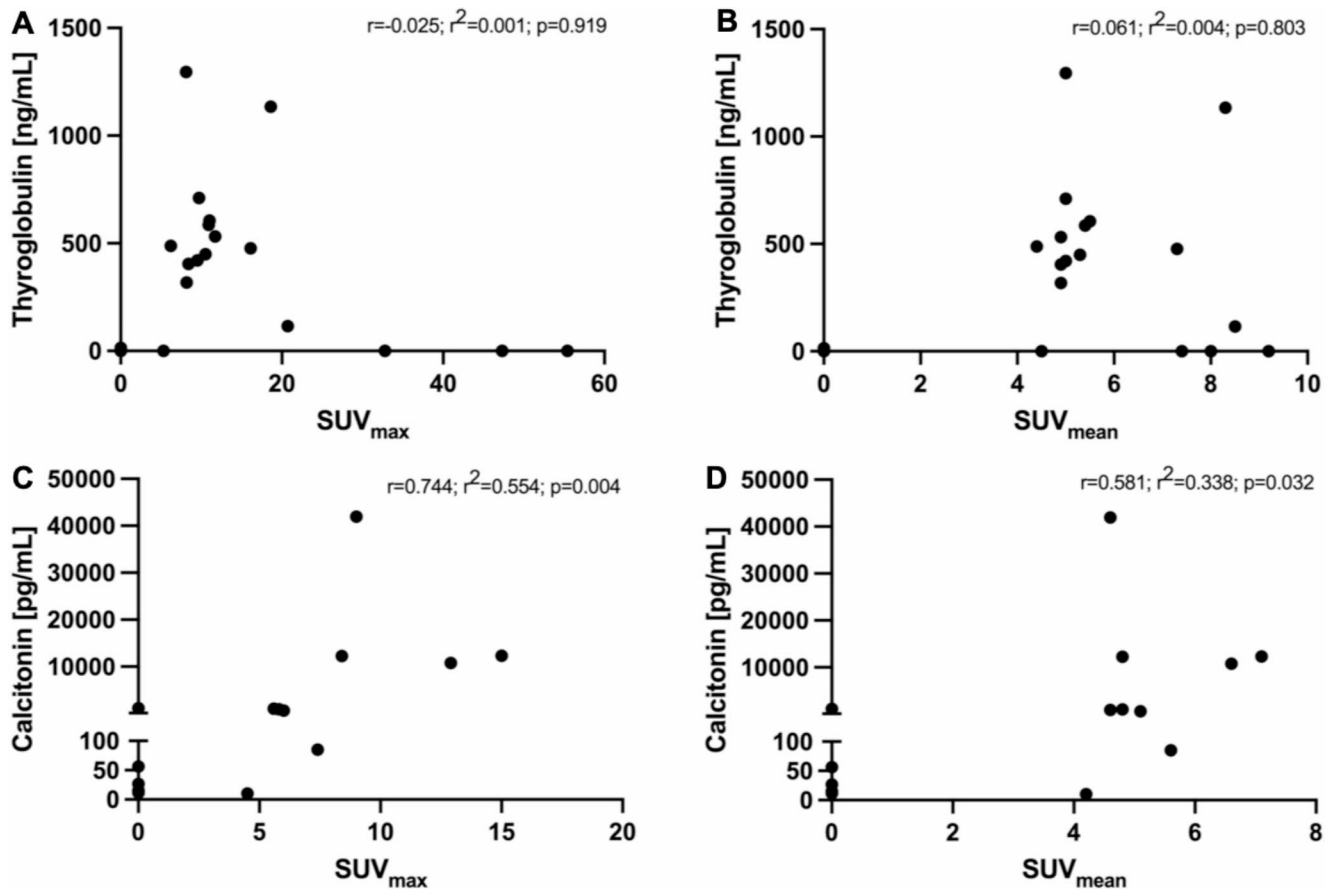 A
r=-0.025; r²=0.001; p=0.919
Thyroglobulin [ng/mL]
1500
1000
500
0
0 20 40 60
SUVmax
B
r=0.061; r²=0.004; p=0.803
Thyroglobulin [ng/mL]
1500
1000
500
0
0 2 4 6 8 10
SUVmean
C
r=0.744; r²=0.554; p=0.004
Calcitonin [pg/mL]
50000
40000
30000
20000
10000
100
50
0
0 5 10 15 20
SUVmax
D
r=0.581; r²=0.338; p=0.032
Calcitonin [pg/mL]
50000
40000
30000
20000
10000
100
50
0
0 2 4 6 8
SUVmean